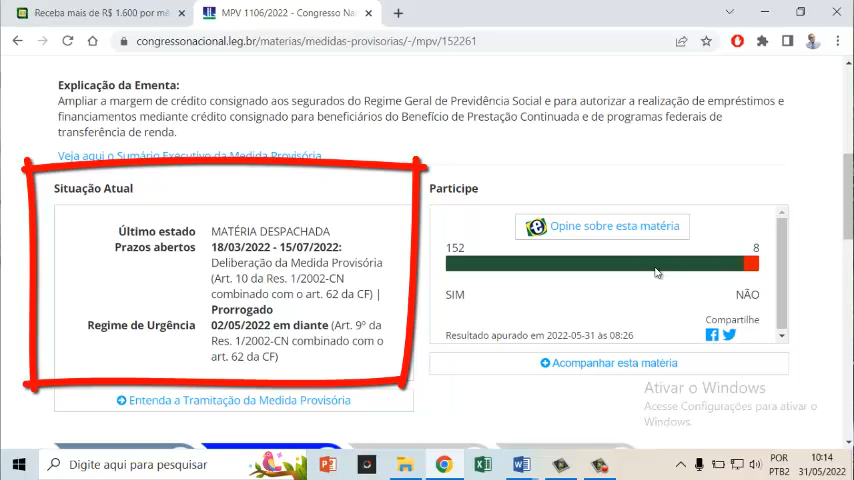 Receba mais de R$ 1.600 por mê
MPV 1106/2022 - Congresso Na
congressonacional.leg.br/materias/medidas-provisorias/-/mpv/152261
Explicação da Ementa:
Ampliar a margem de crédito consignado aos segurados do Regime Geral de Previdência Social e para autorizar a realização de empréstimos e
financiamentos mediante crédito consignado para beneficiários do Benefício de Prestação Continuada e de programas federais de
transferência de renda.
Veja aqui o Sumário Executivo da Medida Provisória
Situação Atual
Último estado MATÉRIA DESPACHADA
Prazos abertos 18/03/2022 - 15/07/2022:
Deliberação da Medida Provisória
(Art. 10 da Res. 1/2002-CN
combinado com o art. 62 da CF) |
Prorrogado
Regime de Urgência 02/05/2022 em diante (Art. 9º da
Res. 1/2002-CN combinado com o
art. 62 da CF)
Entenda a Tramitação da Medida Provisória
Participe
Opine sobre esta matéria
152 8
SIM NÃO
Compartilhe
Resultado apurado em 2022-05-31 às 08:26
Acompanhar esta matéria
Ativar o Windows
Acesse Configurações para ativar o
Windows.
Digite aqui para pesquisar
POR
PTB2
10:14
31/05/2022